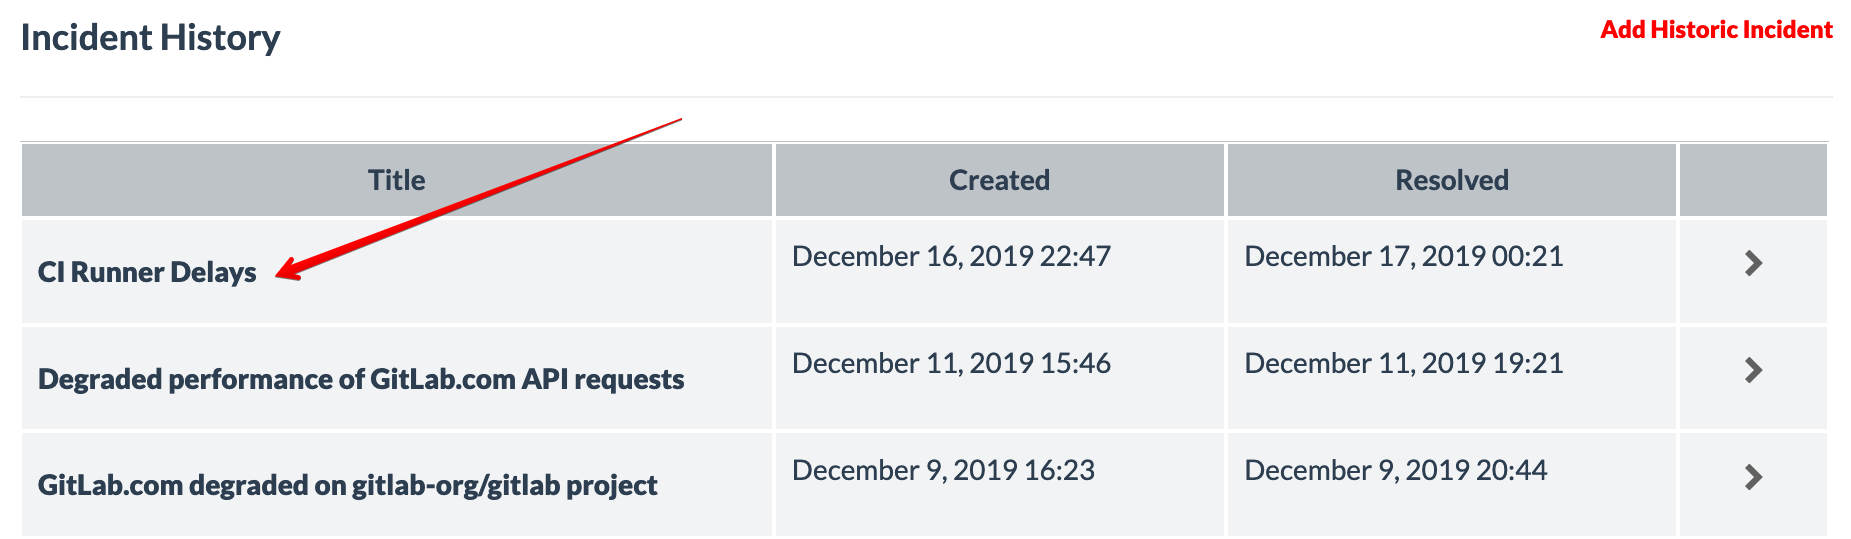 Incident History
Add Historic Incident
Title Created Resolved
CI Runner Delays December 16, 2019 22:47 December 17, 2019 00:21
Degraded performance of GitLab.com API requests December 11, 2019 15:46 December 11, 2019 19:21
GitLab.com degraded on gitlab-org/gitlab project December 9, 2019 16:23 December 9, 2019 20:44